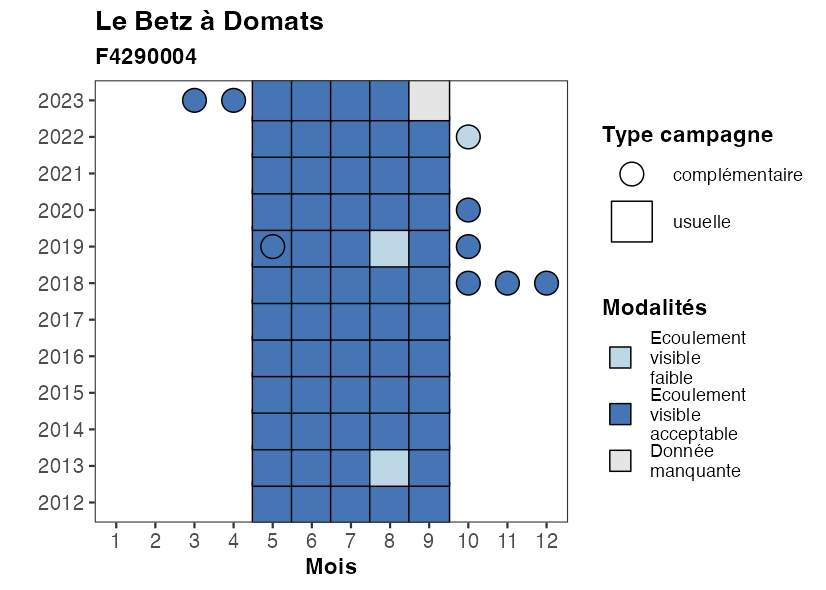 Le Betz à Domats
F4290004
2023
2022
2021
2020
2019
2018
2017
2016
2015
2014
2013
2012
1 2 3 4 5 6 7 8 9 10 11 12
Mois
Type campagne
complémentaire
usuelle
Modalités
Ecoulement
visible
faible
Ecoulement
visible
acceptable
Donnée
manquante